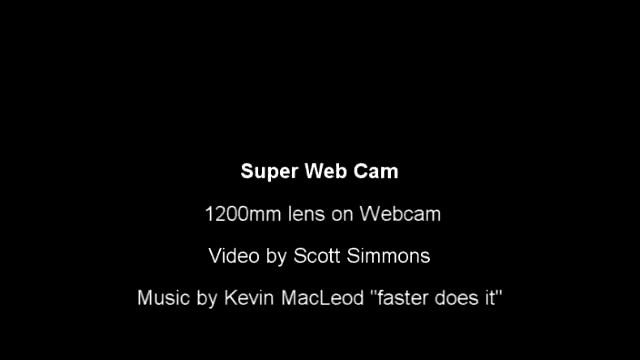 Super Web Cam
1200mm lens on Webcam
Video by Scott Simmons
Music by Kevin MacLeod "faster does it"